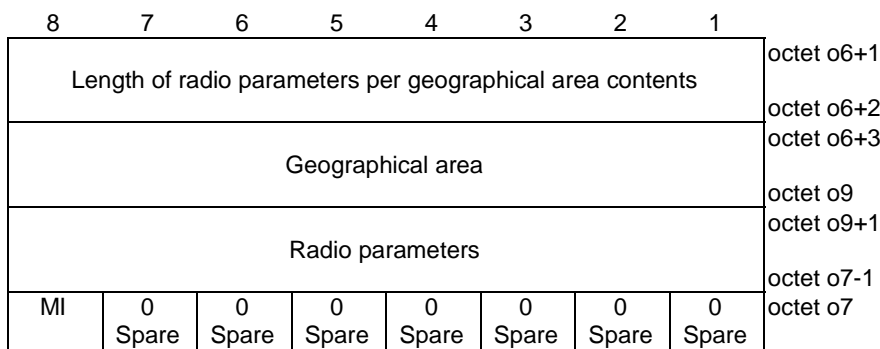 8 7 6 5 4 3 2 1
octet o6+1
Length of radio parameters per geographical area contents
octet o6+2
octet o6+3
Geographical area
octet o9
octet o9+1
Radio parameters
octet o7-1
MI 0 0 0 0 0 0 0 octet o7
Spare Spare Spare Spare Spare Spare Spare